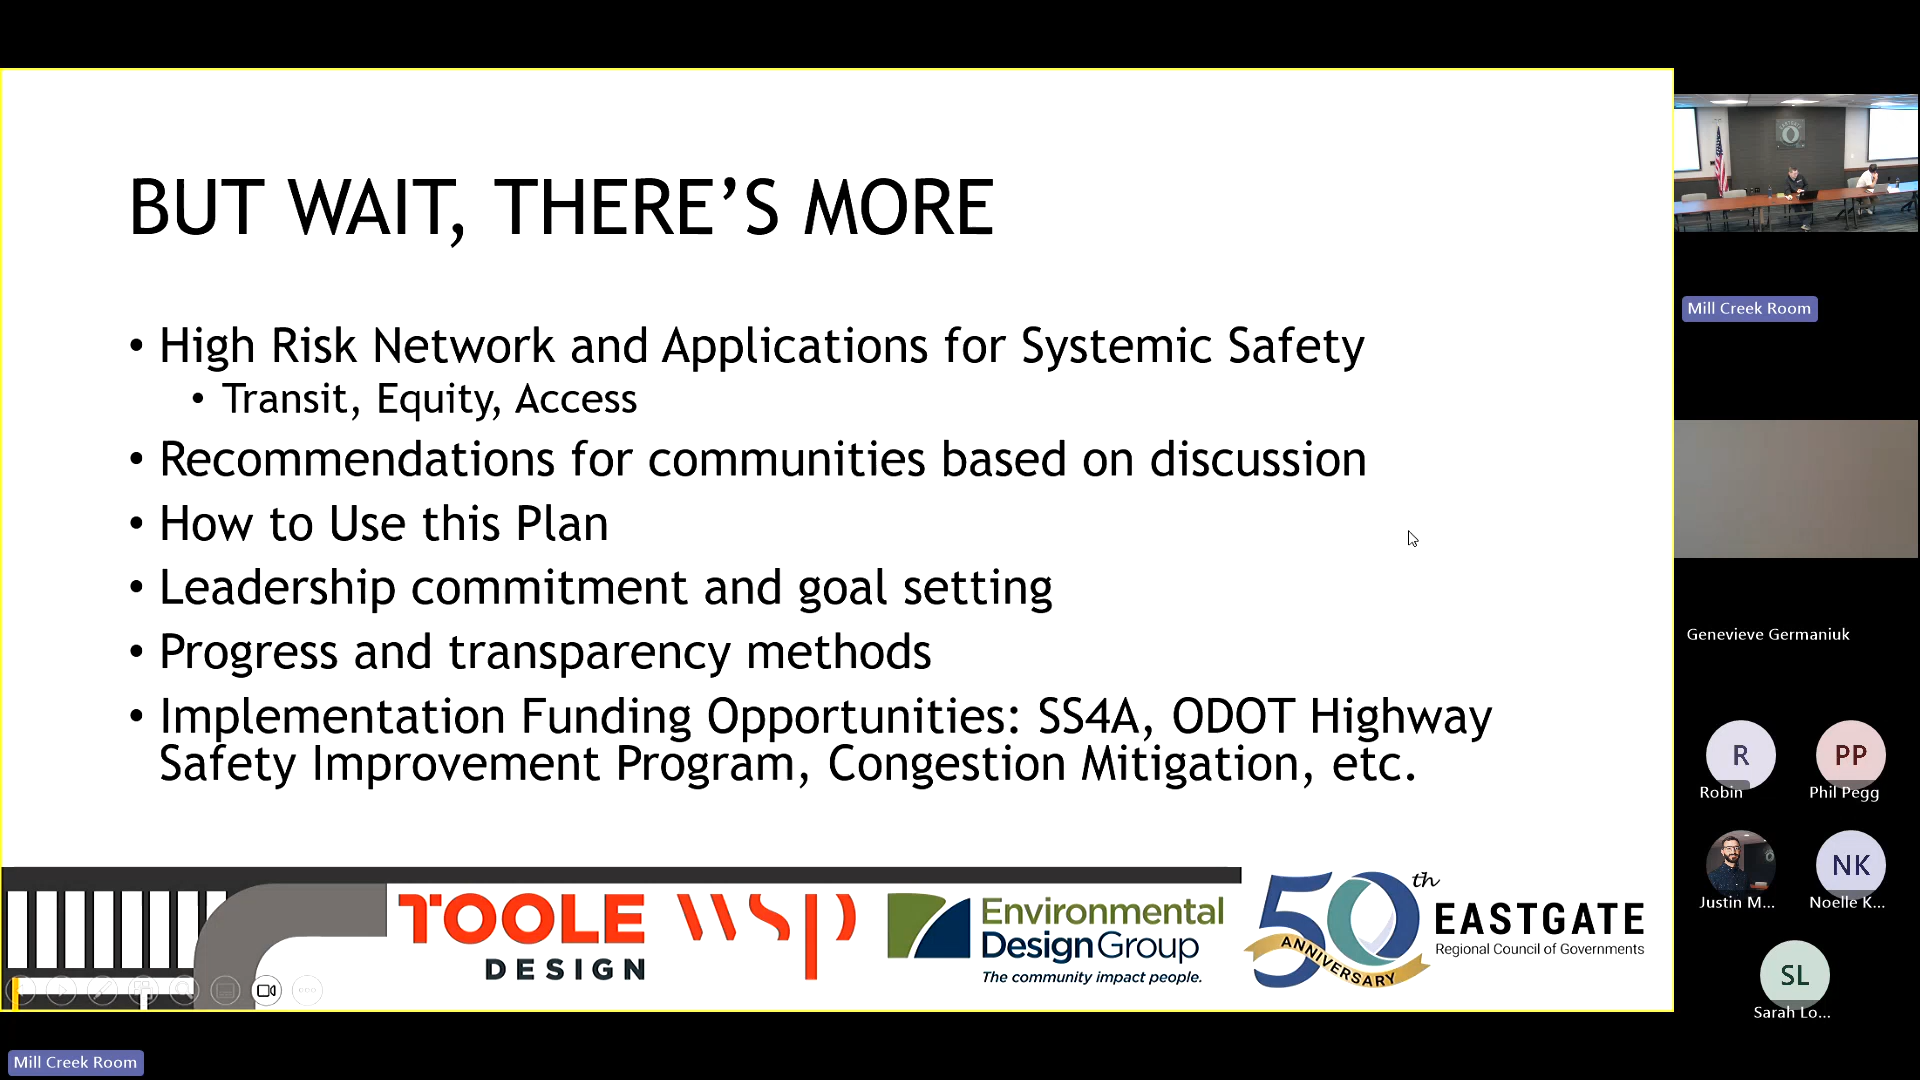 BUT WAIT, THERE’S MORE
• High Risk Network and Applications for Systemic Safety
• Transit, Equity, Access
• Recommendations for communities based on discussion
• How to Use this Plan
• Leadership commitment and goal setting
• Progress and transparency methods
• Implementation Funding Opportunities: SS4A, ODOT Highway
Safety Improvement Program, Congestion Mitigation, etc.
TOOLE
DESIGN
wsp
Environmental
DesignGroup
The community impact people.
50th
ANNIVERSARY
EASTGATE
Regional Council of Governments
Mill Creek Room
Mill Creek Room
Genevieve Germaniuk
R
Robin
PP
Phil Pegg
Justin M...
NK
Noelle K...
SL
Sarah Lo...